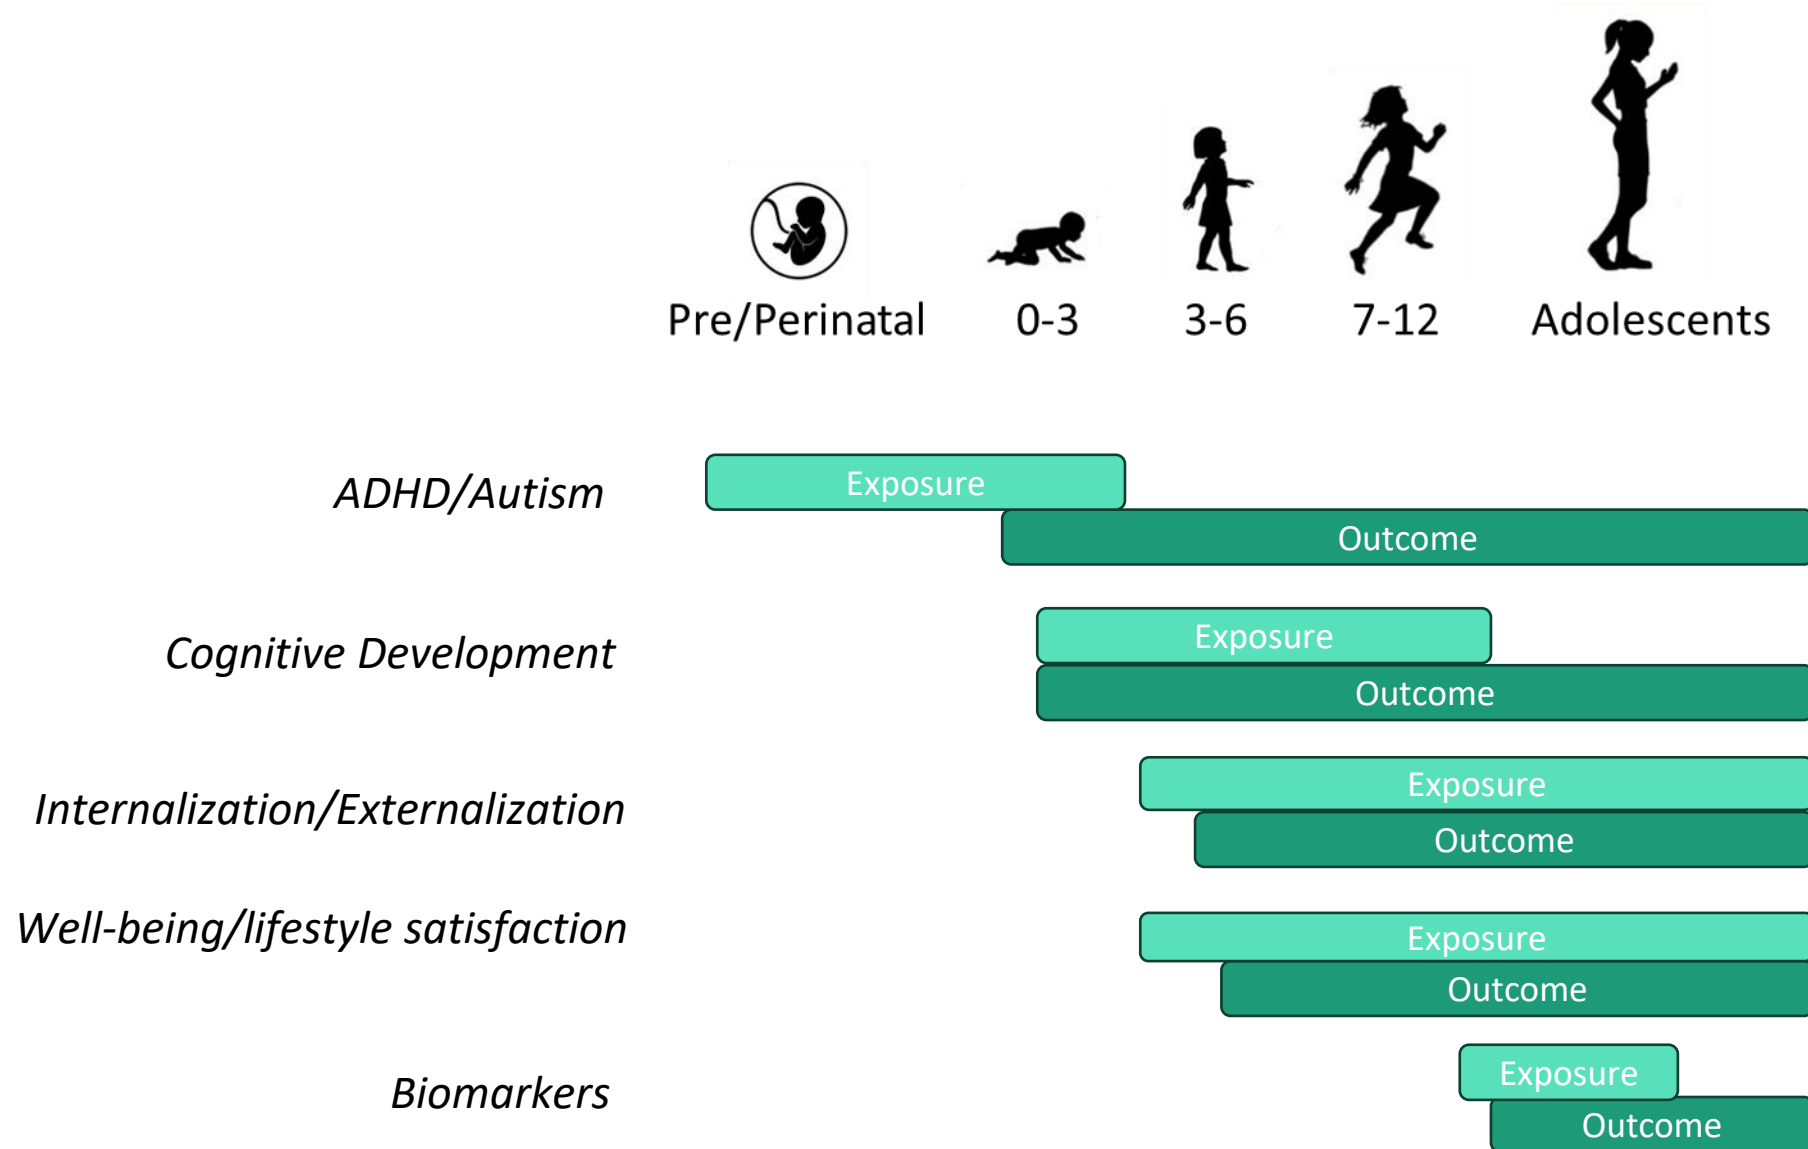 Pre/Perinatal 0-3 3-6 7-12 Adolescents
ADHD/Autism
Exposure
Outcome
Cognitive Development
Exposure
Outcome
Internalization/Externalization
Exposure
Outcome
Well-being/lifestyle satisfaction
Exposure
Outcome
Biomarkers
Exposure
Outcome